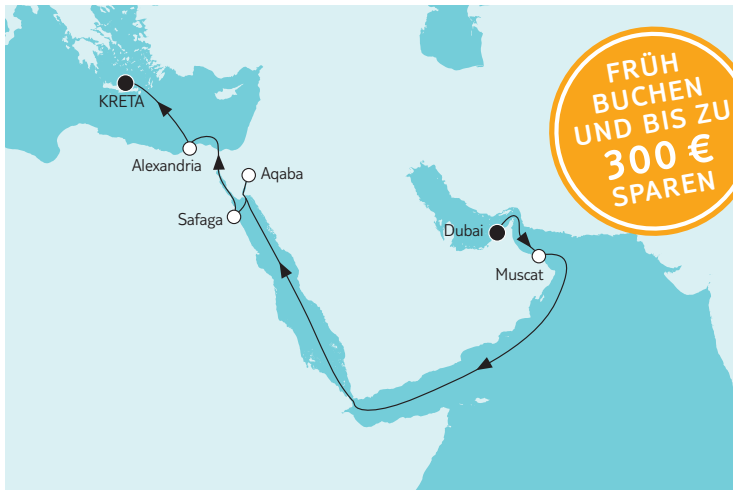 FRÜH
BUCHEN
UND BIS ZU
300 €
SPAREN
KRETA
Alexandria
Aqaba
Safaga
Dubai
Muscat